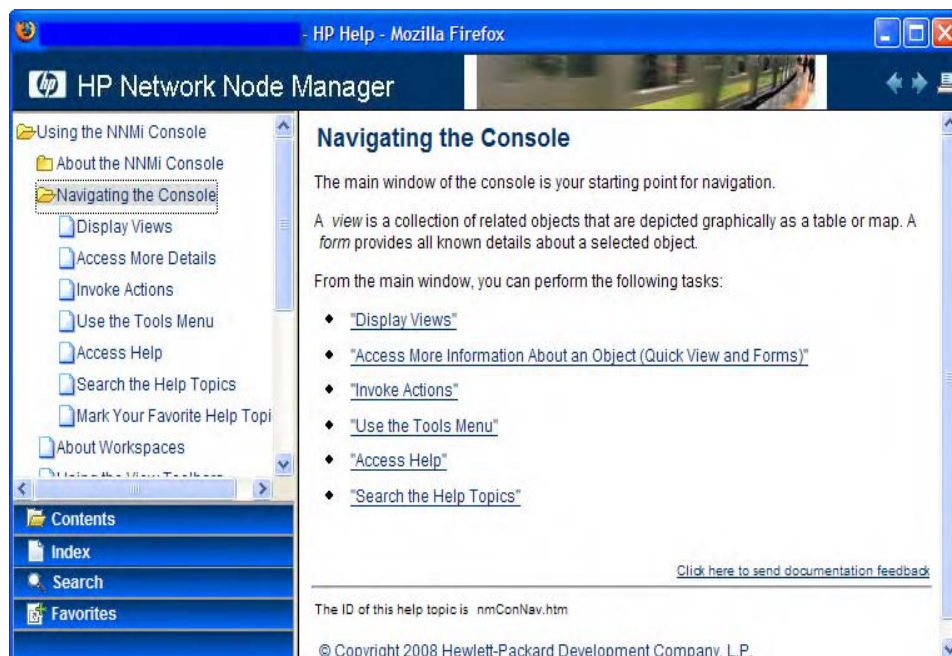 - HP Help - Mozilla Firefox
hp HP Network Node Manager
Using the NNMi Console
About the NNMi Console
Navigating the Console
Display Views
Access More Details
Invoke Actions
Use the Tools Menu
Access Help
Search the Help Topics
Mark Your Favorite Help Topi
About Workspaces
Contents
Index
Search
Favorites
Navigating the Console
The main window of the console is your starting point for navigation.
A view is a collection of related objects that are depicted graphically as a table or map. A
form provides all known details about a selected object.
From the main window, you can perform the following tasks:
◆ "Display Views"
◆ "Access More Information About an Object (Quick View and Forms)"
◆ "Invoke Actions"
◆ "Use the Tools Menu"
◆ "Access Help"
◆ "Search the Help Topics"
Click here to send documentation feedback
The ID of this help topic is nmConNav.htm
© Copyright 2008 Hewlett-Packard Development Company, L.P.